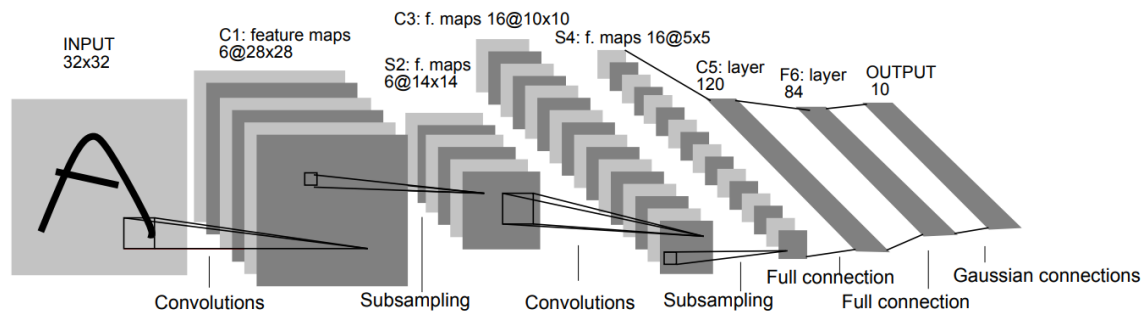 INPUT
32x32
C1: feature maps
6@28x28
S2: f. maps
6@14x14
C3: f. maps 16@10x10
S4: f. maps 16@5x5
C5: layer
120
F6: layer
84
OUTPUT
10
Convolutions
Subsampling
Convolutions
Subsampling
Full connection
Full connection
Gaussian connections